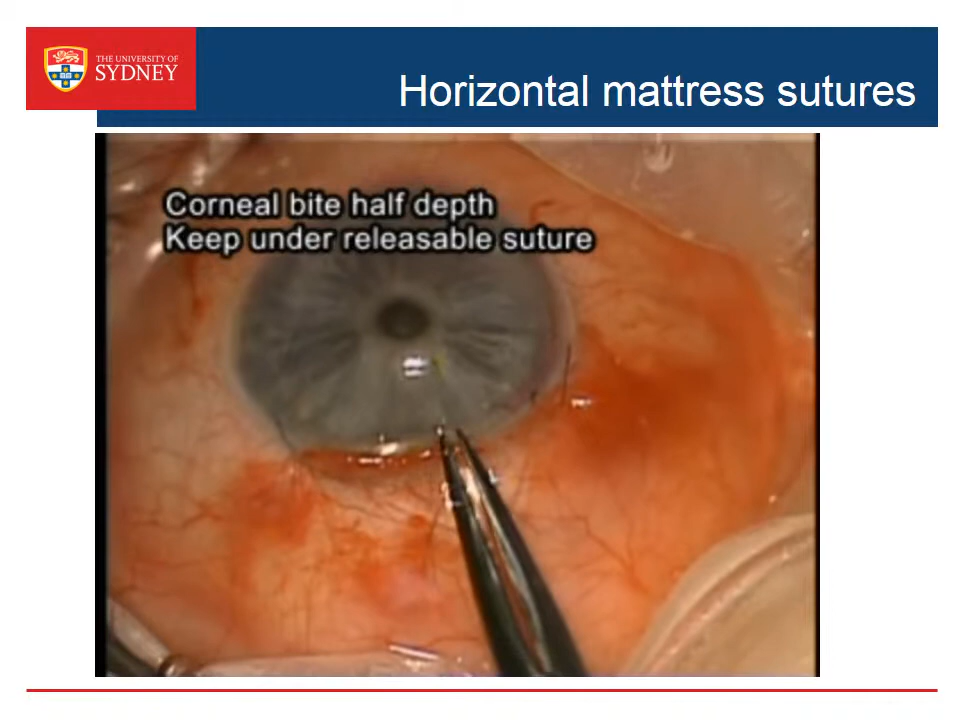 THE UNIVERSITY OF
SYDNEY
Horizontal mattress sutures
Corneal bite half depth
Keep under releasable suture